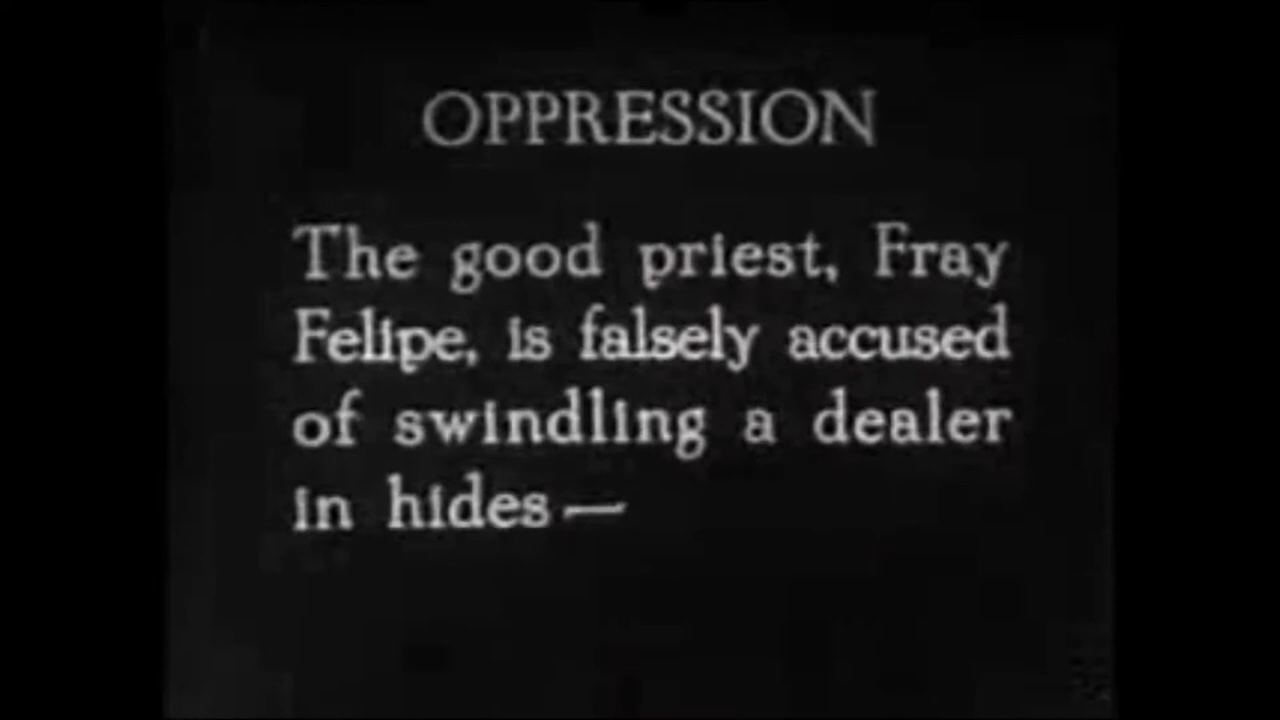 OPPRESSION
The good priest, Fray
Felipe, is falsely accused
of swindling a dealer
in hides—